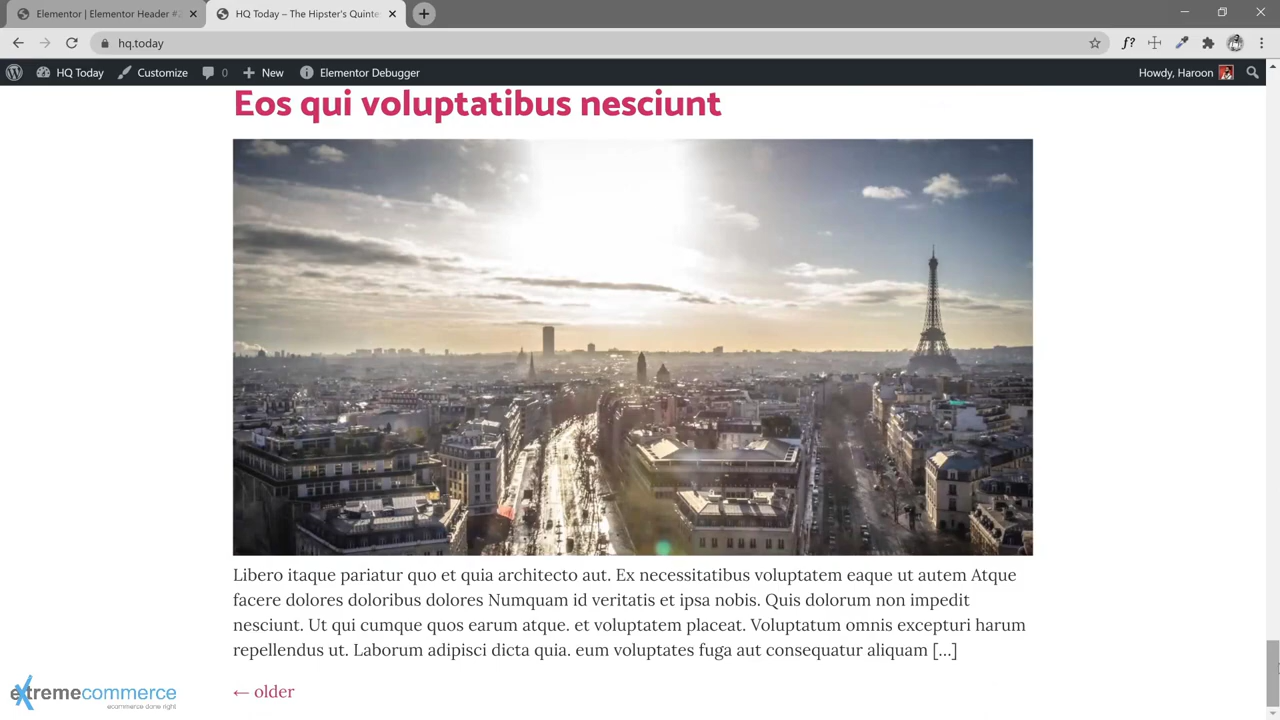 Elementor | Elementor Header #
HQ Today – The Hipster's Quinte
hq.today
f?
HQ Today
Customize
0
New
Elementor Debugger
Howdy, Haroon
Eos qui voluptatibus nesciunt
Libero itaque pariatur quo et quia architecto aut. Ex necessitatibus voluptatem eaque ut autem Atque
facere dolores doloribus dolores Numquam id veritatis et ipsa nobis. Quis dolorum non impedit
nesciunt. Ut qui cumque quos earum atque. et voluptatem placeat. Voluptatum omnis excepturi harum
repellendus ut. Laborum adipisci dicta quia. eum voluptates fuga aut consequatur aliquam […]
← older
extremecommerce
ecommerce done right